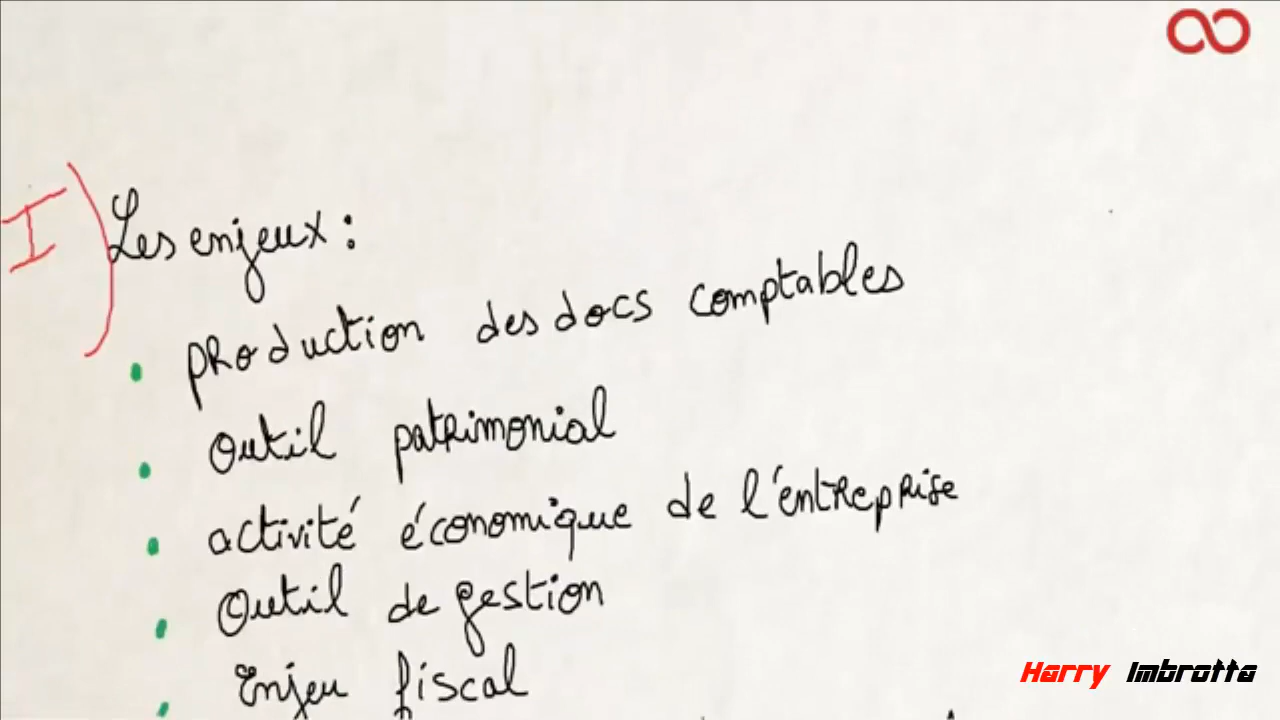 I) Les enjeux :
• production des docs comptables
• Outil patrimonial
• activité économique de l'entreprise
• Outil de gestion
• Enjeu fiscal
Harry Imbrotta